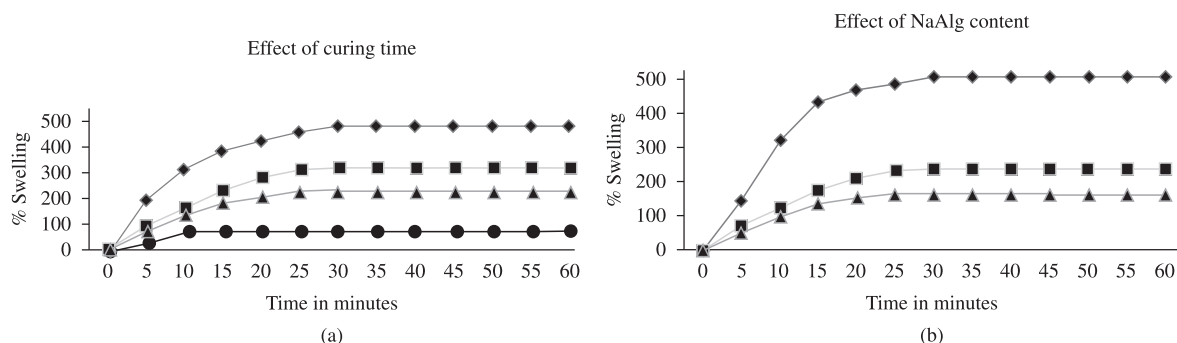 Effect of curing time
% Swelling
500
400
300
200
100
0
0 5 10 15 20 25 30 35 40 45 50 55 60
Time in minutes
(a)
Effect of NaAlg content
% Swelling
500
400
300
200
100
0
0 5 10 15 20 25 30 35 40 45 50 55 60
Time in minutes
(b)